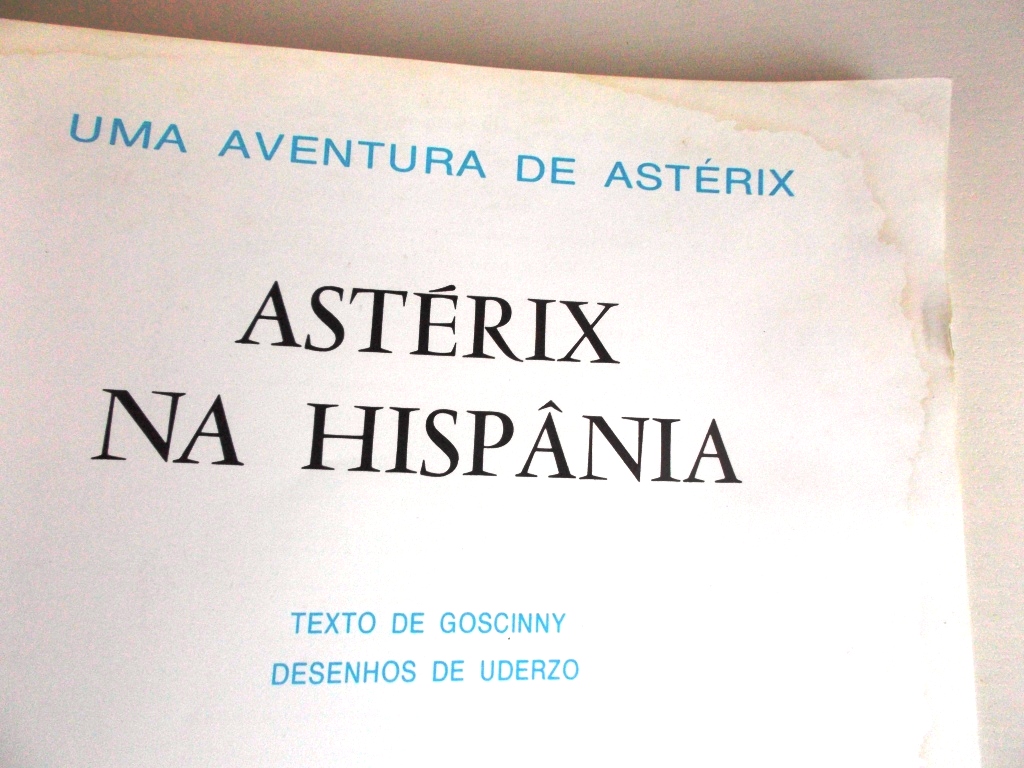 UMA AVENTURA DE ASTÉRIX
ASTÉRIX
NA HISPÂNIA
TEXTO DE GOSCINNY
DESENHOS DE UDERZO